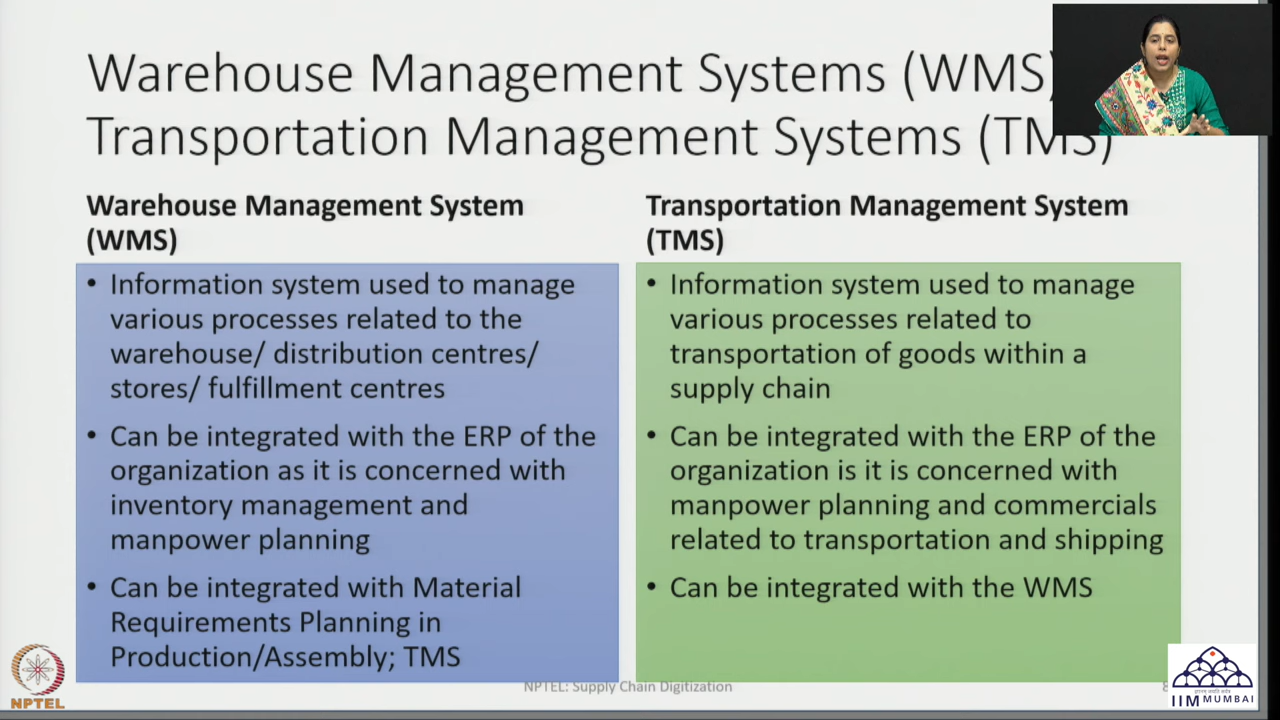 Warehouse Management Systems (WMS)
Transportation Management Systems (TMS)
Warehouse Management System
(WMS)
• Information system used to manage
various processes related to the
warehouse/ distribution centres/
stores/ fulfillment centres
• Can be integrated with the ERP of the
organization as it is concerned with
inventory management and
manpower planning
• Can be integrated with Material
Requirements Planning in
Production/Assembly; TMS
Transportation Management System
(TMS)
• Information system used to manage
various processes related to
transportation of goods within a
supply chain
• Can be integrated with the ERP of the
organization is it is concerned with
manpower planning and commercials
related to transportation and shipping
• Can be integrated with the WMS
NPTEL: Supply Chain Digitization
NPTEL
IIM MUMBAI